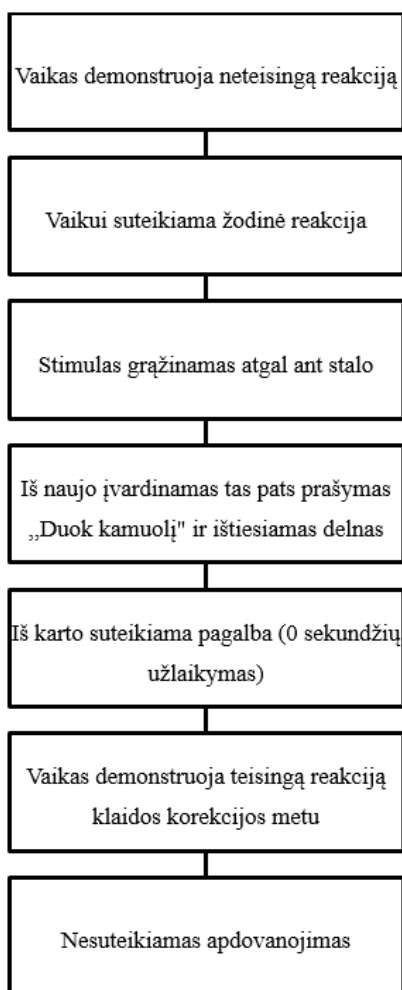 Vaikas demonstruoja neteisingą reakciją
Vaikui suteikiama žodinė reakcija
Stimulas grąžinamas atgal ant stalo
Iš naujo įvardinamas tas pats prašymas
,,Duok kamuolį" ir ištiesiamas delnas
Iš karto suteikiama pagalba (0 sekundžių
užlaikymas)
Vaikas demonstruoja teisingą reakciją
klaidos korekcijos metu
Nesuteikiamas apdovanojimas